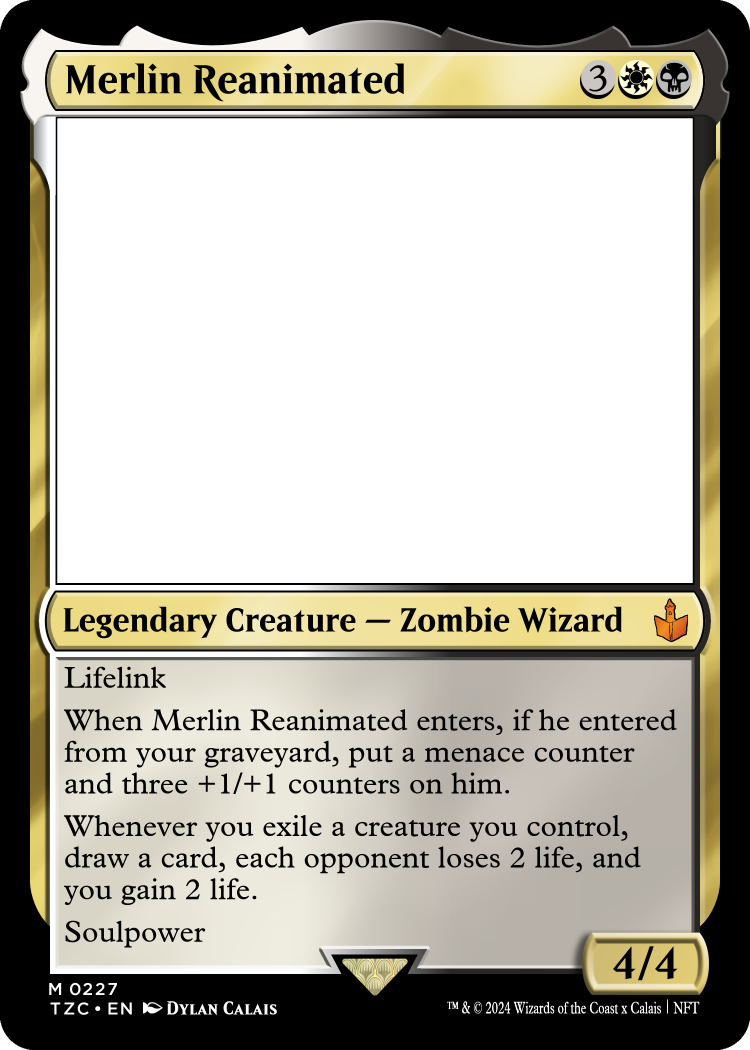 Merlin Reanimated 3
Legendary Creature — Zombie Wizard
Lifelink
When Merlin Reanimated enters, if he entered
from your graveyard, put a menace counter
and three +1/+1 counters on him.
Whenever you exile a creature you control,
draw a card, each opponent loses 2 life, and
you gain 2 life.
Soulpower
4/4
M 0227
TZC • EN Dylan Calais
™ & © 2024 Wizards of the Coast x Calais | NFT